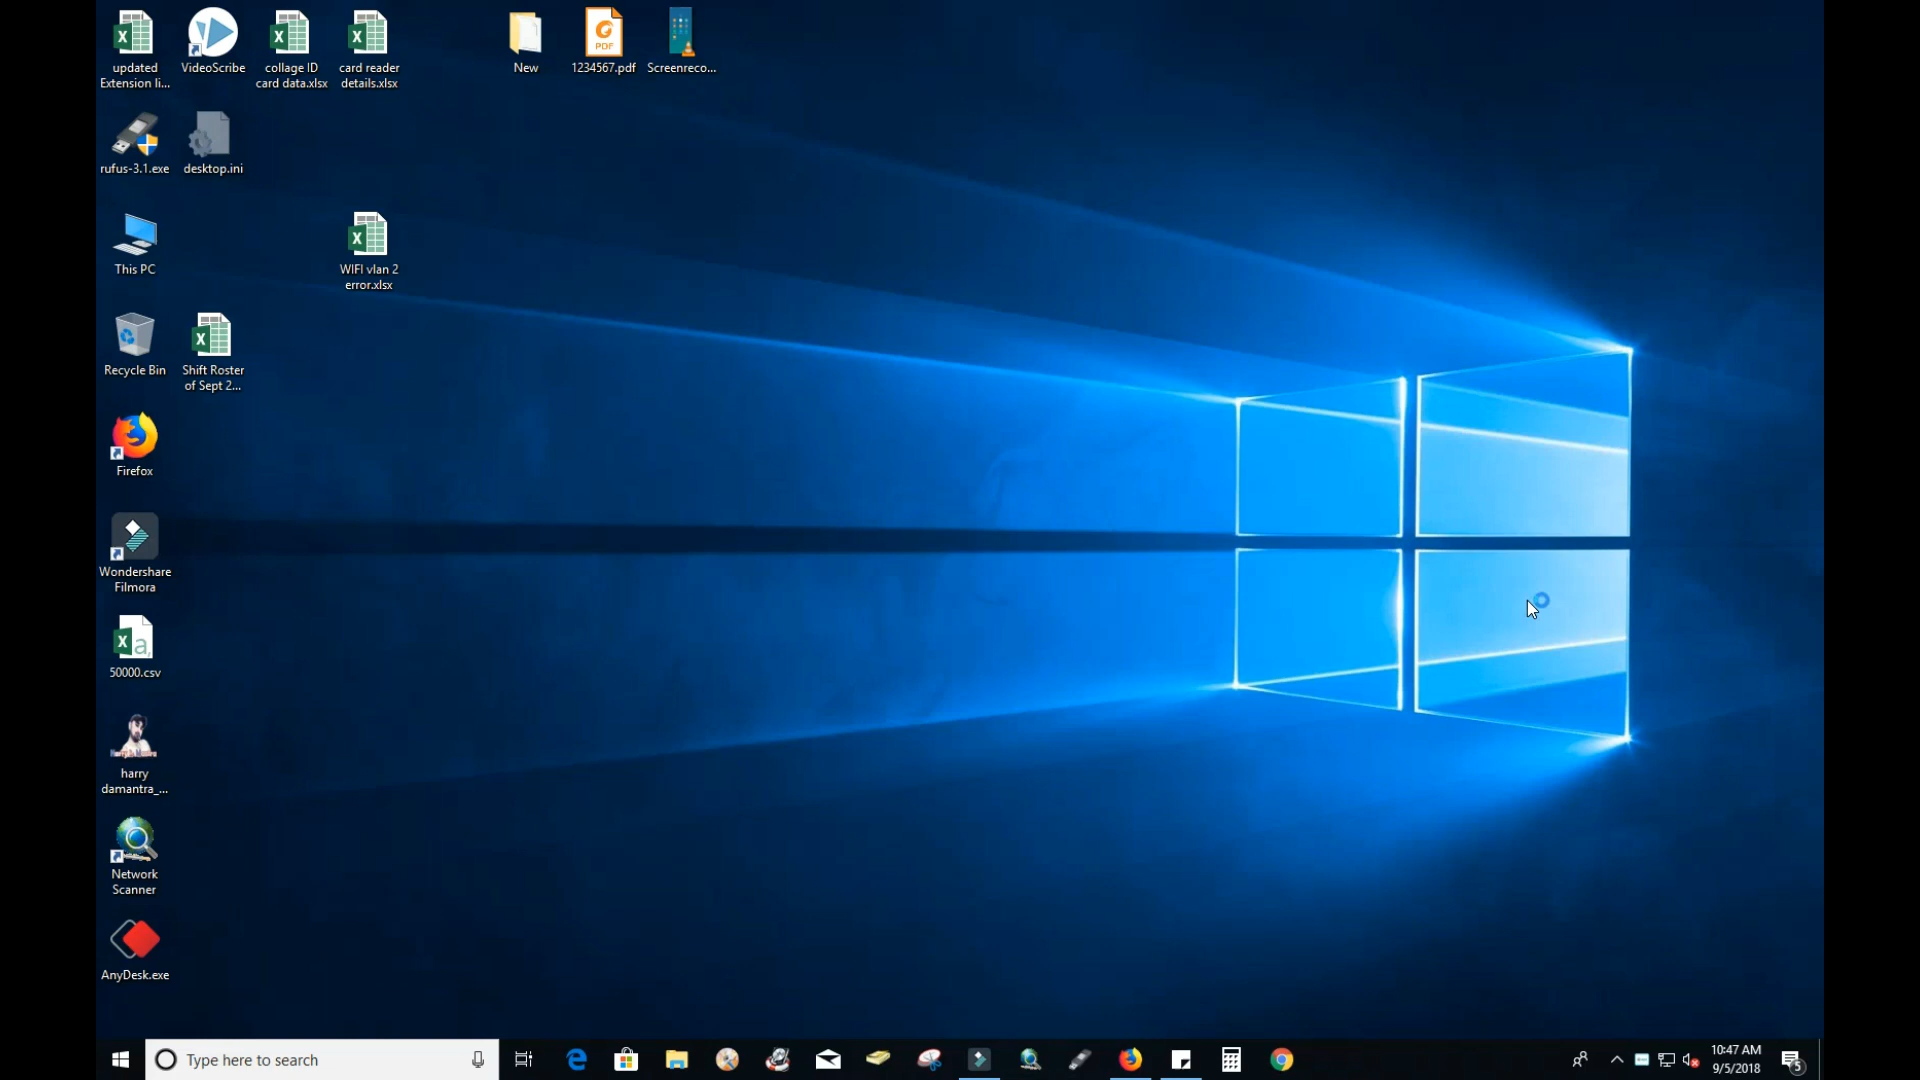 updated
Extension li...
VideoScribe
collage ID
card data.xlsx
card reader
details.xlsx
New
PDF
1234567.pdf
Screenreco...
rufus-3.1.exe
desktop.ini
This PC
WIFI vlan 2
error.xlsx
Recycle Bin
Shift Roster
of Sept 2...
Firefox
Wondershare
Filmora
50000.csv
harry
damantra_...
Network
Scanner
AnyDesk.exe
Type here to search
10:47 AM
9/5/2018
5